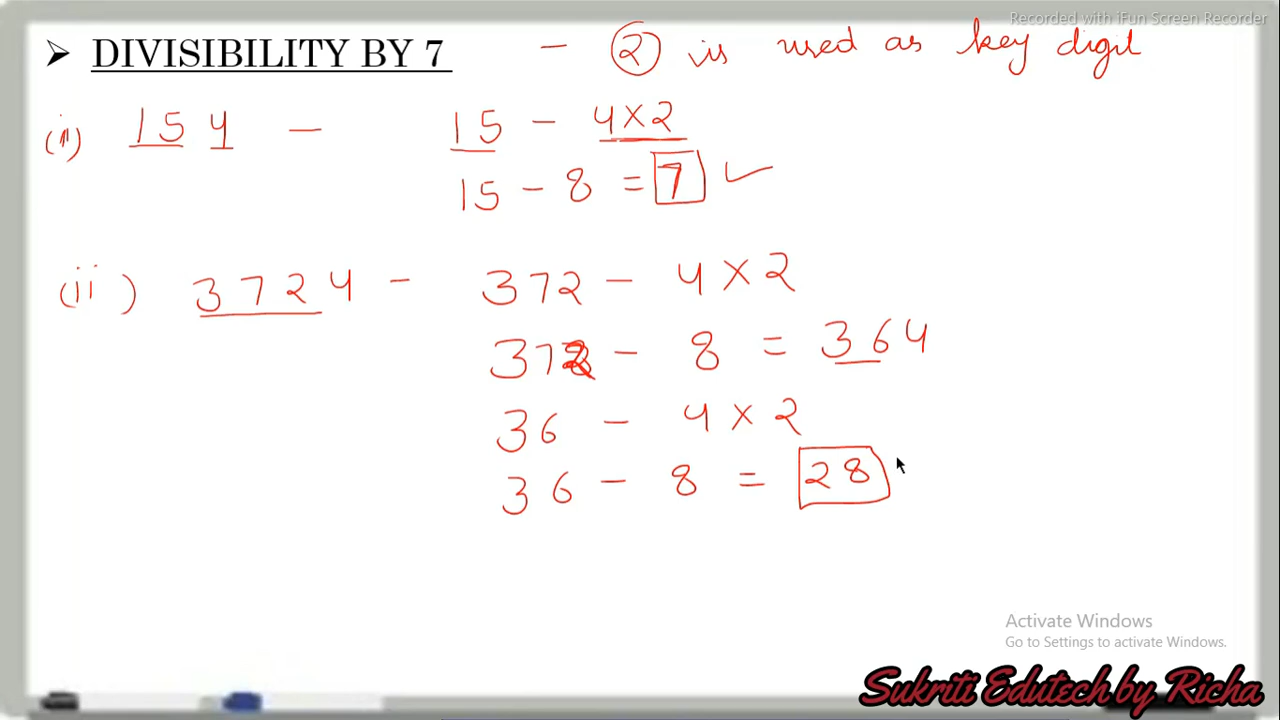 Recorded with iFun Screen Recorder
➢ DIVISIBILITY BY 7 - ② is used as key digit
(i) 154 - 15 - 4×2
15 - 8 = 7 ✓
(ii) 3724 - 372 - 4×2
372 - 8 = 364
36 - 4×2
36 - 8 = 28
Activate Windows
Go to Settings to activate Windows.
Sukriti Edutech by Richa